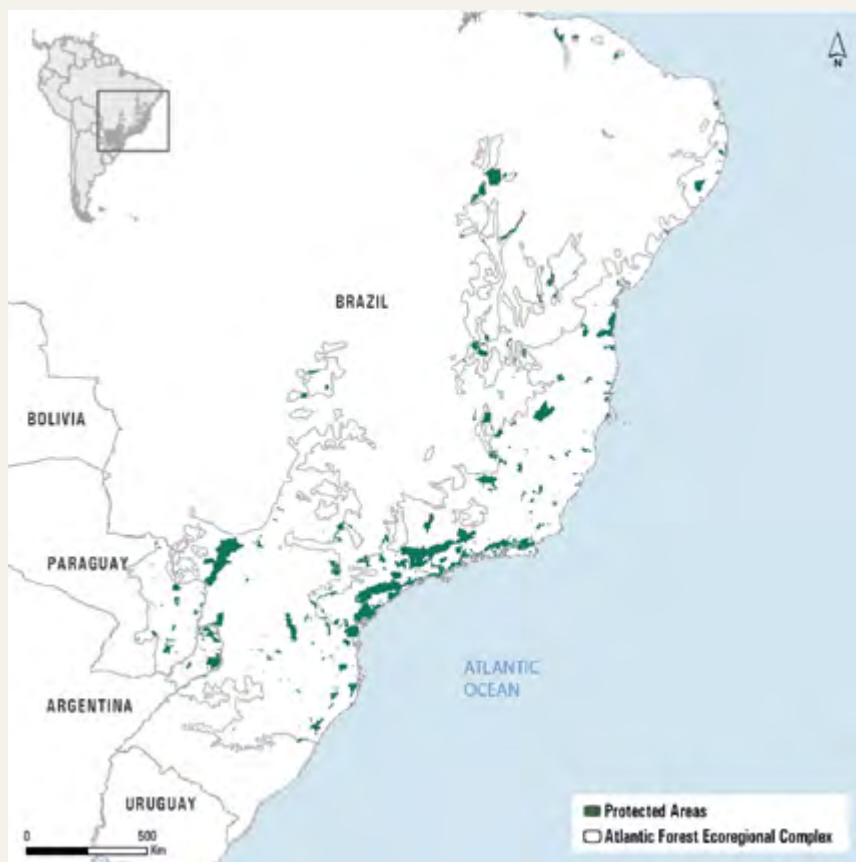 N
BRAZIL
BOLIVIA
PARAGUAY
ATLANTIC
OCEAN
ARGENTINA
URUGUAY
0 500
Km
Protected Areas
Atlantic Forest Ecoregional Complex